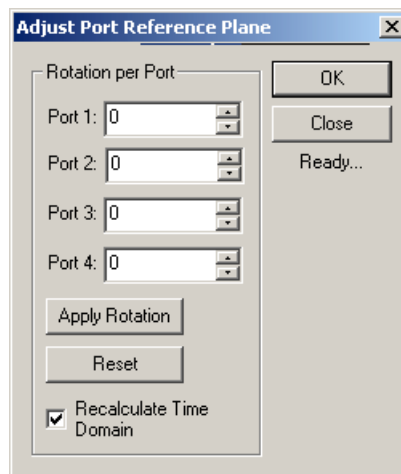 Adjust Port Reference Plane
Rotation per Port
Port 1: 0
Port 2: 0
Port 3: 0
Port 4: 0
Apply Rotation
Reset
Recalculate Time
Domain
OK
Close
Ready...